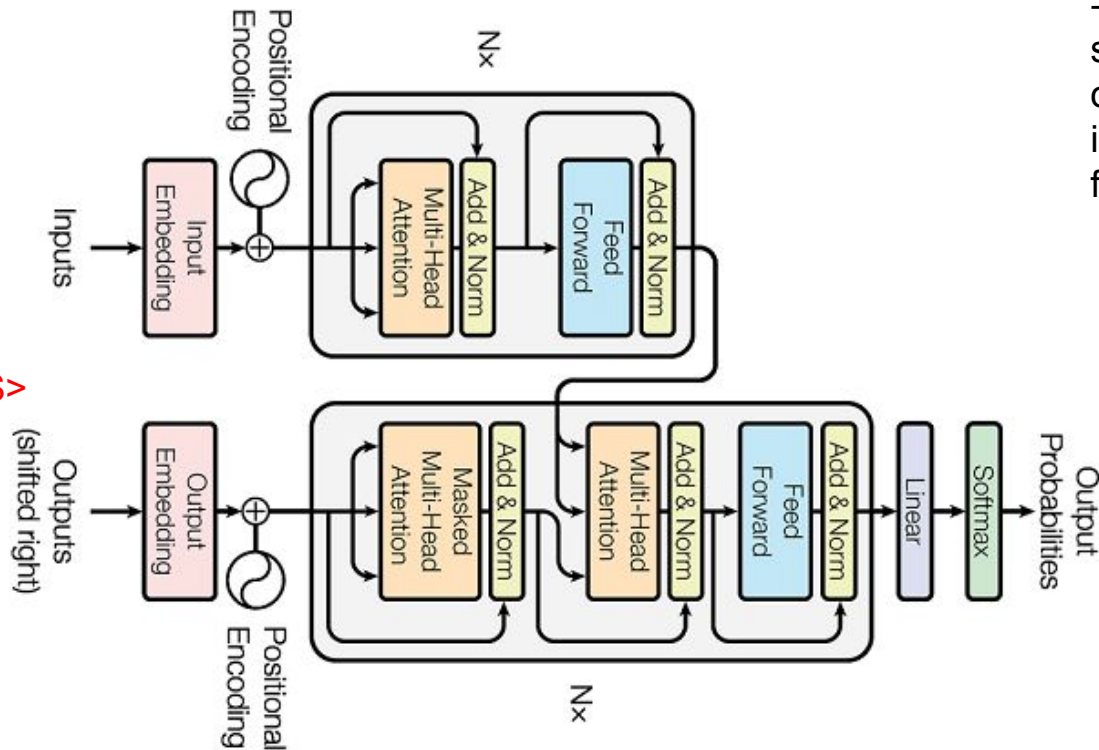 Positional
Encoding
Nx
Inputs
Input
Embedding
Multi-Head
Attention
Add & Norm
Feed
Forward
Add & Norm
s>
Outputs
(shifted right)
Output
Embedding
Positional
Encoding
Masked
Multi-Head
Attention
Add & Norm
Multi-Head
Attention
Add & Norm
Feed
Forward
Add & Norm
Nx
Linear
Softmax
Output
Probabilities
s
i
f